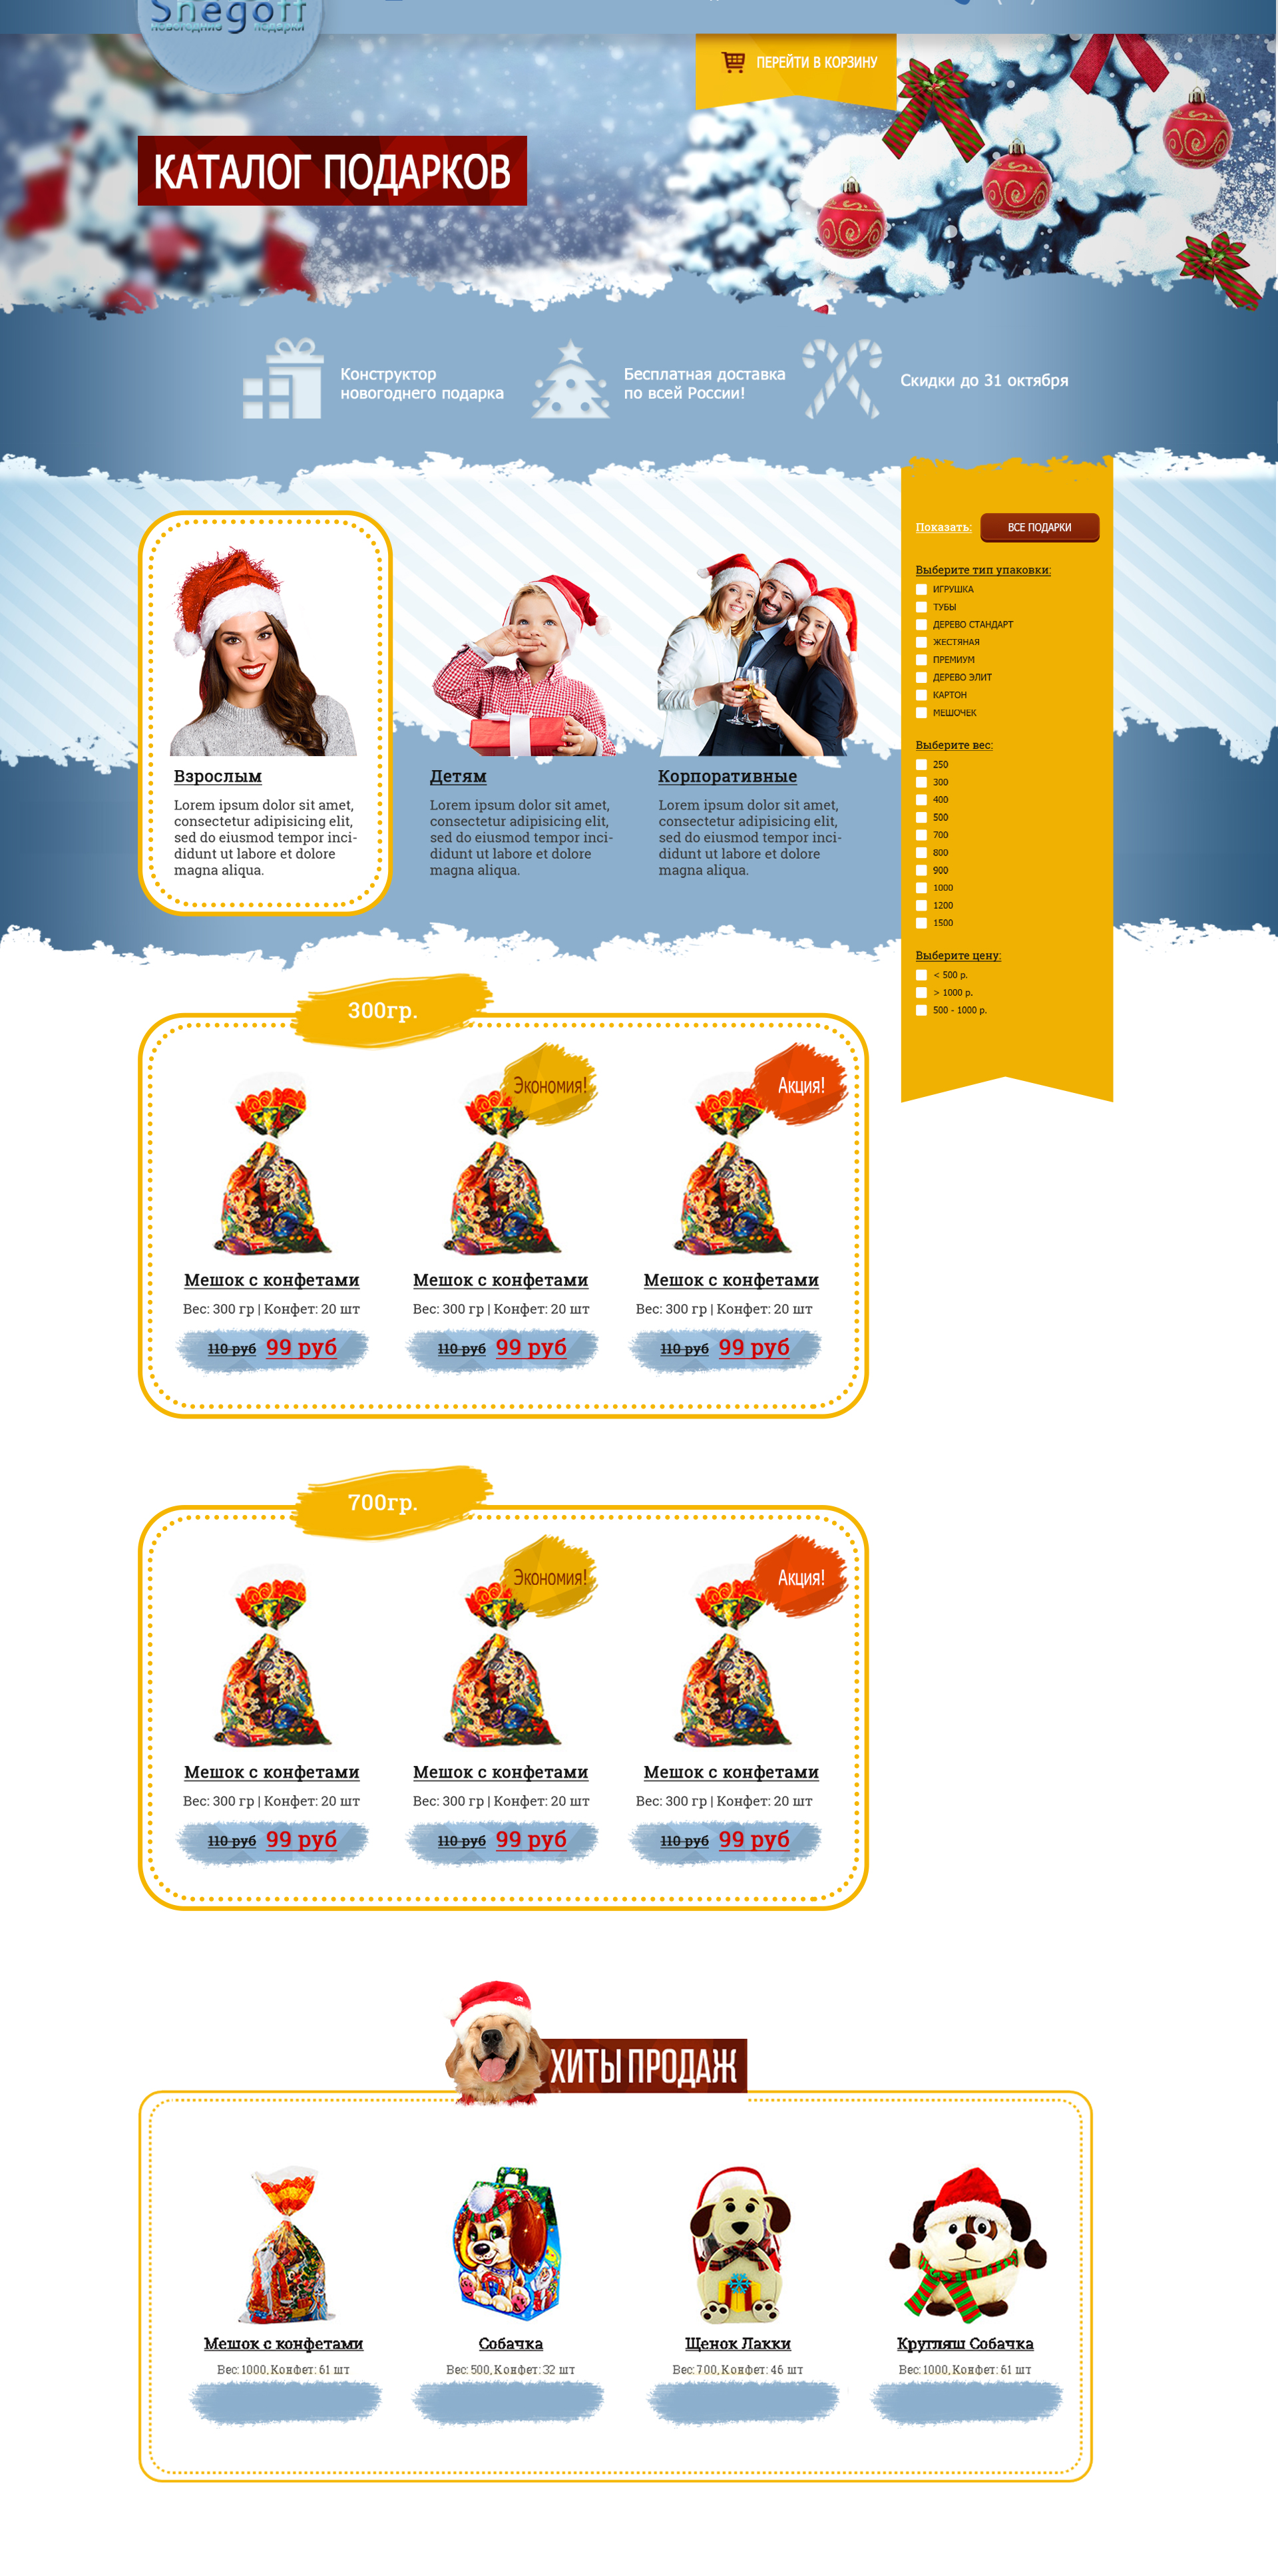 Snegoff
новогодние подарки
ПЕРЕЙТИ В КОРЗИНУ
КАТАЛОГ ПОДАРКОВ
Конструктор
новогоднего подарка
Бесплатная доставка
по всей России!
Скидки до 31 октября
Показать:
ВСЕ ПОДАРКИ
Выберите тип упаковки:
ИГРУШКА
ТУБЫ
ДЕРЕВО СТАНДАРТ
ЖЕСТЯНАЯ
ПРЕМИУМ
ДЕРЕВО ЭЛИТ
КАРТОН
МЕШОЧЕК
Выберите вес:
250
300
400
500
700
800
900
1000
1200
1500
Выберите цену:
< 500 р.
> 1000 р.
500 - 1000 р.
Взрослым
Lorem ipsum dolor sit amet,
consectetur adipisicing elit,
sed do eiusmod tempor inci-
didunt ut labore et dolore
magna aliqua.
Детям
Lorem ipsum dolor sit amet,
consectetur adipisicing elit,
sed do eiusmod tempor inci-
didunt ut labore et dolore
magna aliqua.
Корпоративные
Lorem ipsum dolor sit amet,
consectetur adipisicing elit,
sed do eiusmod tempor inci-
didunt ut labore et dolore
magna aliqua.
300гр.
Экономия!
Акция!
Мешок с конфетами
Вес: 300 гр | Конфет: 20 шт
110 руб 99 руб
Мешок с конфетами
Вес: 300 гр | Конфет: 20 шт
110 руб 99 руб
Мешок с конфетами
Вес: 300 гр | Конфет: 20 шт
110 руб 99 руб
700гр.
Экономия!
Акция!
Мешок с конфетами
Вес: 300 гр | Конфет: 20 шт
110 руб 99 руб
Мешок с конфетами
Вес: 300 гр | Конфет: 20 шт
110 руб 99 руб
Мешок с конфетами
Вес: 300 гр | Конфет: 20 шт
110 руб 99 руб
ХИТЫ ПРОДАЖ
Мешок с конфетами
Вес: 1000, Конфет: 61 шт
Собачка
Вес: 500, Конфет: 32 шт
Щенок Лакки
Вес: 700, Конфет: 46 шт
Кругляш Собачка
Вес: 1000, Конфет: 61 шт